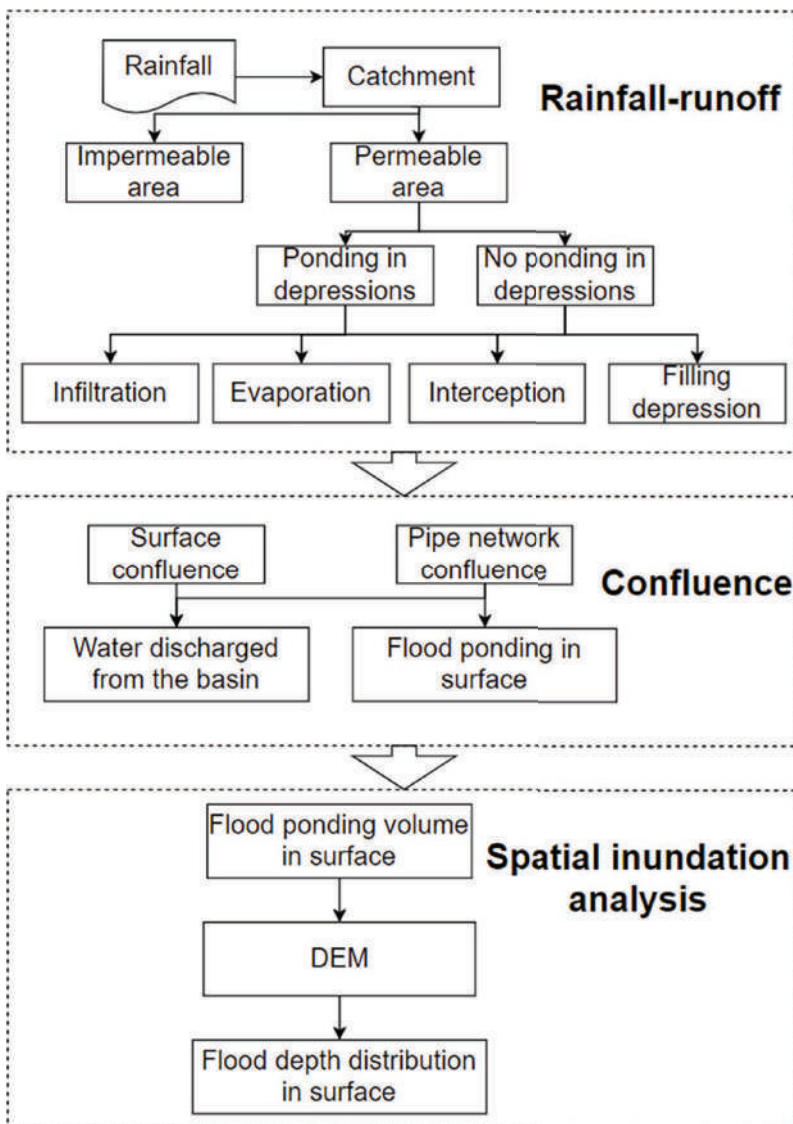 Rainfall
Catchment
Rainfall-runoff
Impermeable
area
Permeable
area
Ponding in
depressions
No ponding in
depressions
Infiltration
Evaporation
Interception
Filling
depression
Surface
confluence
Pipe network
confluence
Confluence
Water discharged
from the basin
Flood ponding in
surface
Flood ponding volume
in surface
Spatial inundation
analysis
DEM
Flood depth distribution
in surface